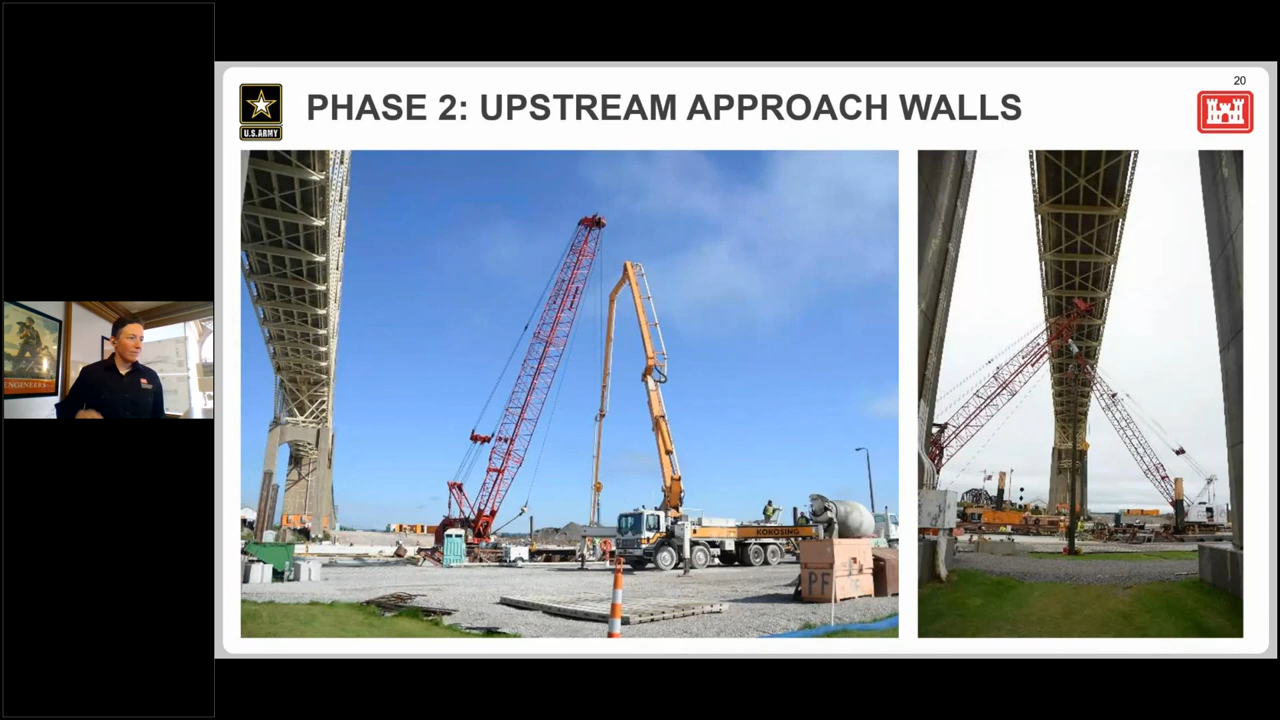 20
U.S.ARMY
PHASE 2: UPSTREAM APPROACH WALLS
ENGINEERS
KOKOSING
PF